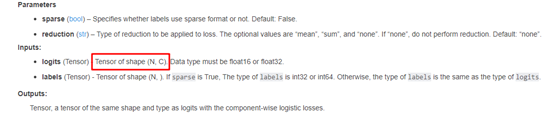 Parameters
• sparse (bool) – Specifies whether labels use sparse format or not. Default: False.
• reduction (str) – Type of reduction to be applied to loss. The optional values are “mean”, “sum”, and “none”. If “none”, do not perform reduction. Default: “none”.
Inputs:
• logits (Tensor) - Tensor of shape (N, C). Data type must be float16 or float32.
• labels (Tensor) - Tensor of shape (N, ). If sparse is True, The type of labels is int32 or int64. Otherwise, the type of labels is the same as the type of logits.
Outputs:
Tensor, a tensor of the same shape and type as logits with the component-wise logistic losses.